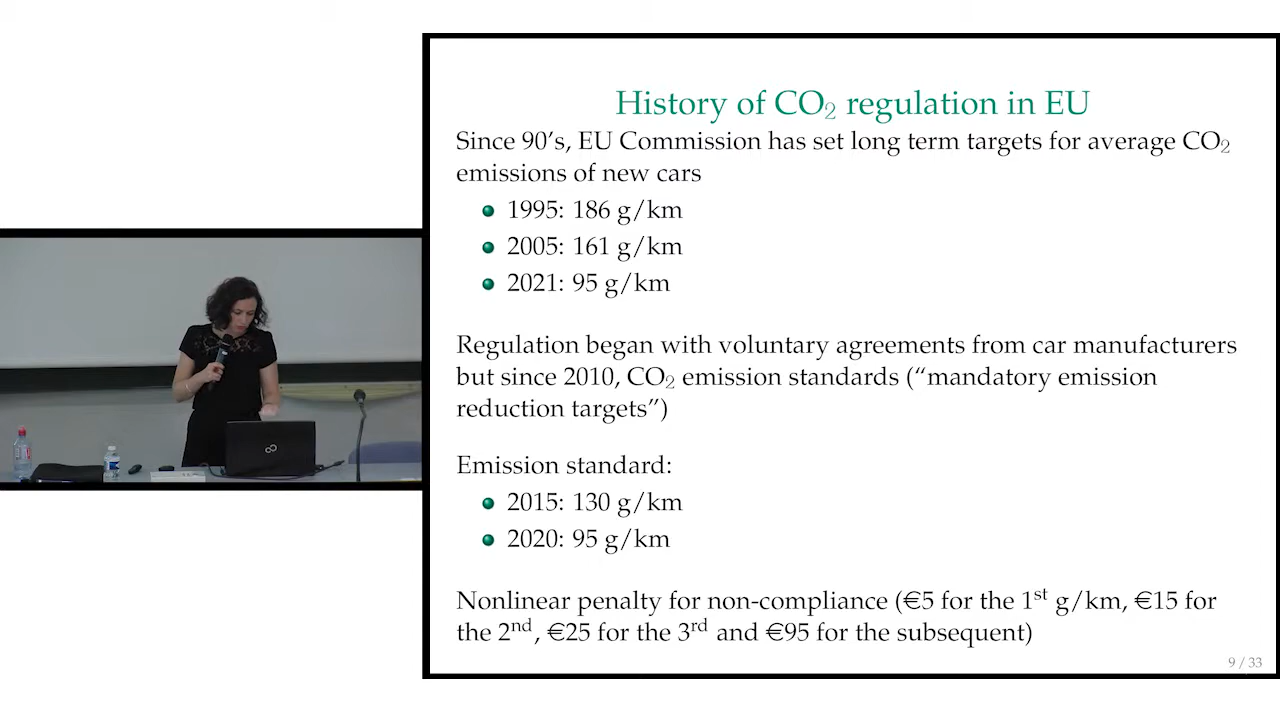 History of CO₂ regulation in EU
Since 90's, EU Commission has set long term targets for average CO₂
emissions of new cars
1995: 186 g/km
2005: 161 g/km
2021: 95 g/km
Regulation began with voluntary agreements from car manufacturers
but since 2010, CO₂ emission standards (“mandatory emission
reduction targets”)
Emission standard:
2015: 130 g/km
2020: 95 g/km
Nonlinear penalty for non-compliance (€5 for the 1ˢᵗ g/km, €15 for
the 2ⁿᵈ, €25 for the 3ʳᵈ and €95 for the subsequent)
9 / 33